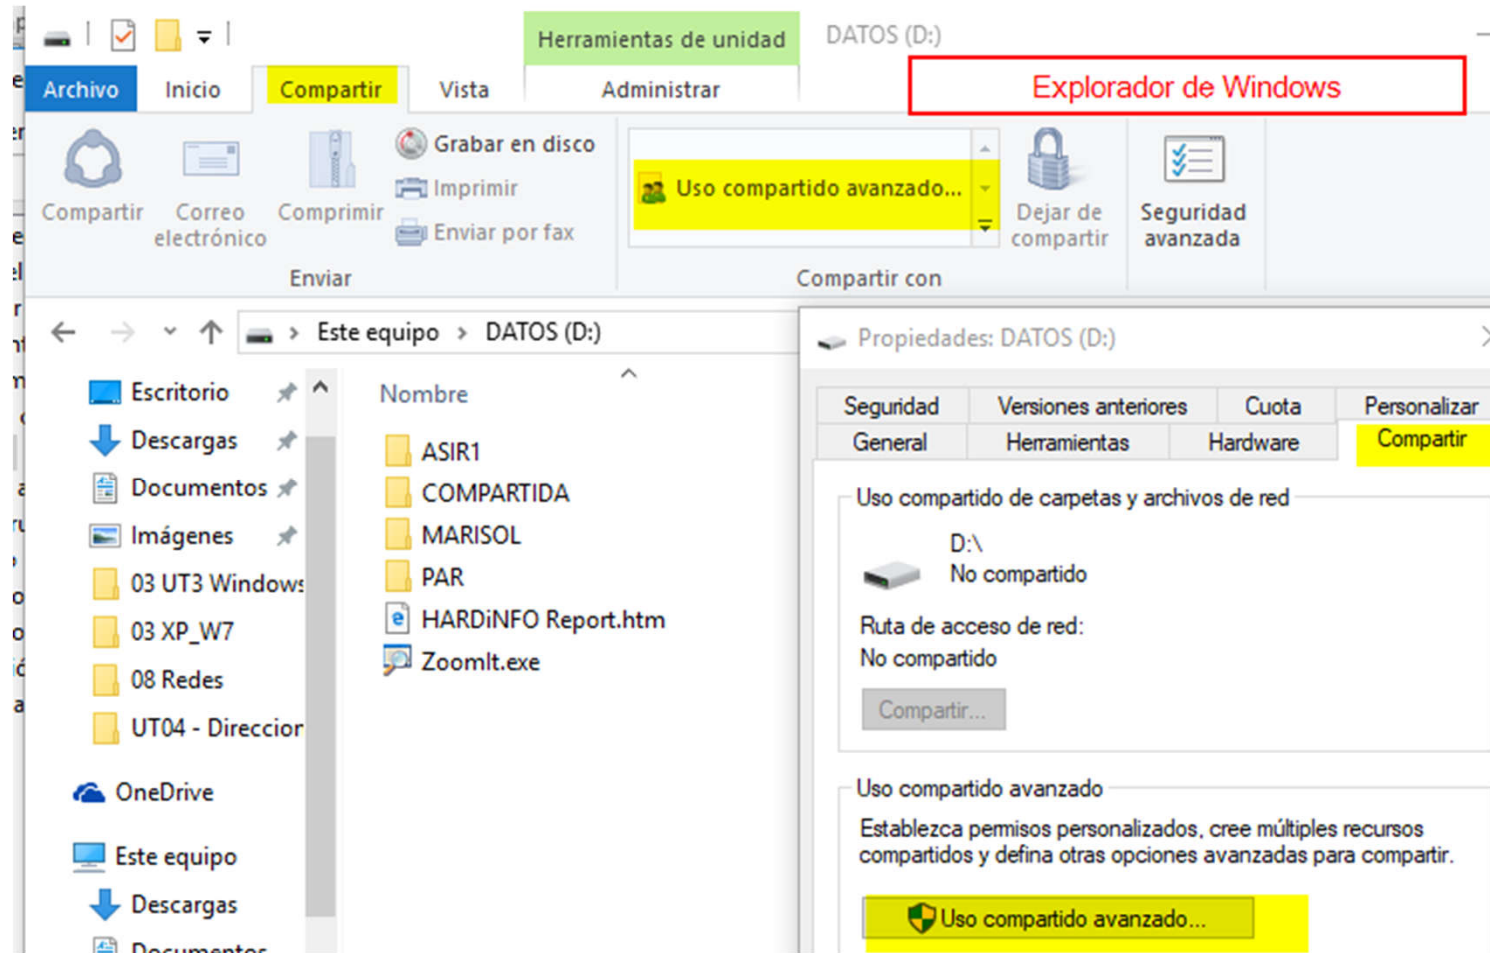 Herramientas de unidad
DATOS (D:)
Archivo
Inicio
Compartir
Vista
Administrar
Explorador de Windows
Compartir
Correo electrónico
Comprimir
Grabar en disco
Imprimir
Enviar por fax
Enviar
Uso compartido avanzado...
Dejar de compartir
Compartir con
Seguridad avanzada
Este equipo > DATOS (D:)
Escritorio
Descargas
Documentos
Imágenes
03 UT3 Windows
03 XP_W7
08 Redes
UT04 - Direccion
OneDrive
Este equipo
Descargas
Documentos
Nombre
ASIR1
COMPARTIDA
MARISOL
PAR
HARDiNFO Report.htm
ZoomIt.exe
Propiedades: DATOS (D:)
Seguridad
Versiones anteriores
Cuota
Personalizar
General
Herramientas
Hardware
Compartir
Uso compartido de carpetas y archivos de red
D:\
No compartido
Ruta de acceso de red:
No compartido
Compartir...
Uso compartido avanzado
Establezca permisos personalizados, cree múltiples recursos
compartidos y defina otras opciones avanzadas para compartir.
Uso compartido avanzado...